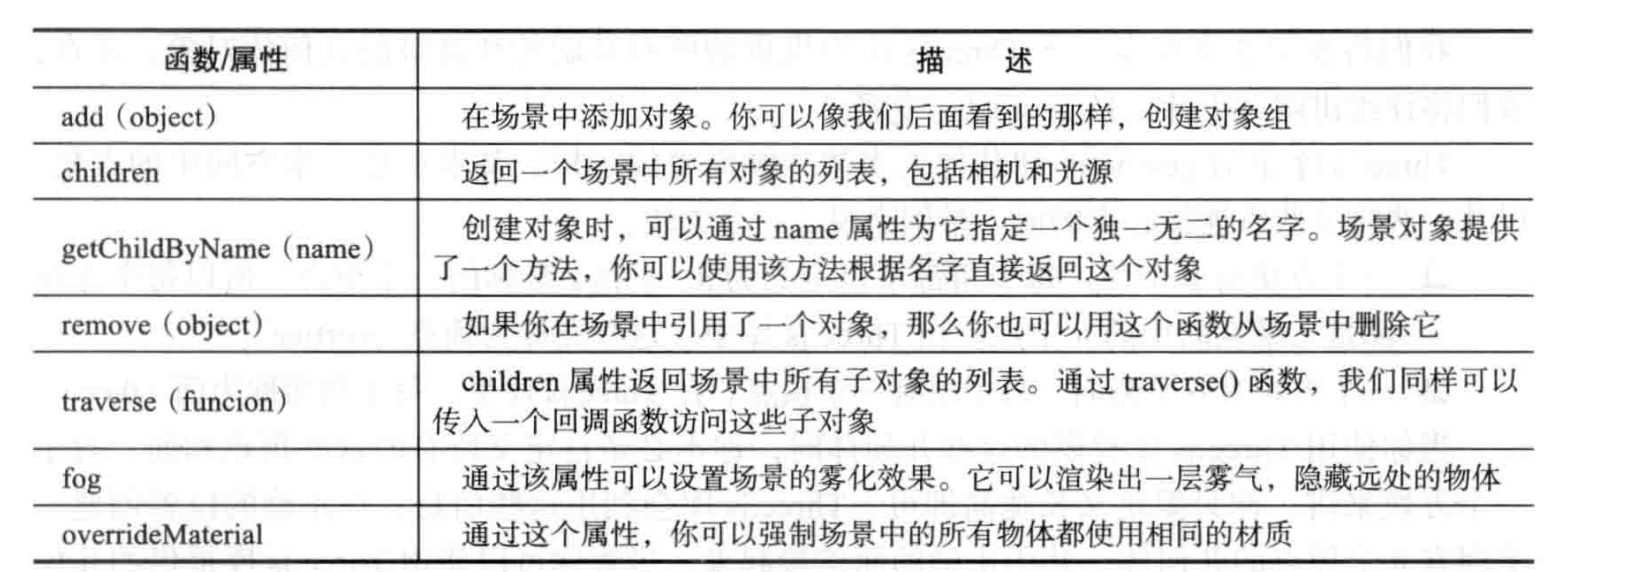 函数/属性 描 述
add（object） 在场景中添加对象。你可以像我们后面看到的那样，创建对象组
children 返回一个场景中所有对象的列表，包括相机和光源
getChildByName（name） 创建对象时，可以通过 name 属性为它指定一个独一无二的名字。场景对象提供
了一个方法，你可以使用该方法根据名字直接返回这个对象
remove（object） 如果你在场景中引用了一个对象，那么你也可以用这个函数从场景中删除它
traverse（funcion） children 属性返回场景中所有子对象的列表。通过 traverse() 函数，我们同样可以
传入一个回调函数访问这些子对象
fog 通过该属性可以设置场景的雾化效果。它可以渲染出一层雾气，隐藏远处的物体
overrideMaterial 通过这个属性，你可以强制场景中的所有物体都使用相同的材质